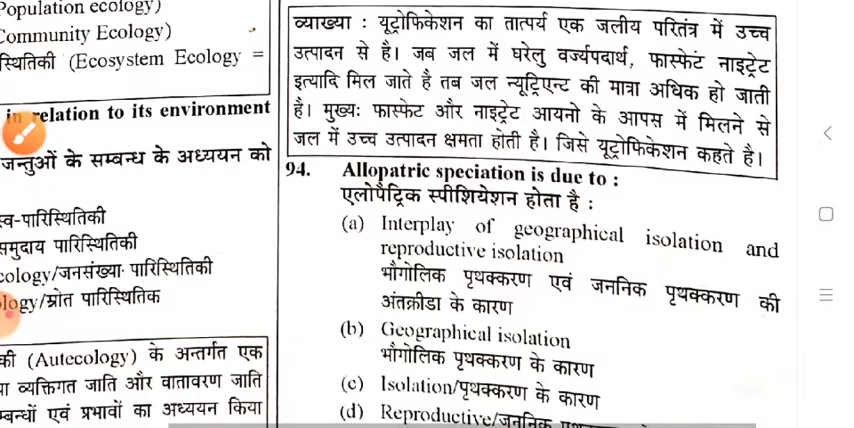 Population ecology)
Community Ecology)
स्थितिकी (Ecosystem Ecology =
in relation to its environment
जन्तुओं के सम्बन्ध के अध्ययन को
स्व-पारिस्थितिकी
समुदाय पारिस्थितिकी
cology/जनसंख्या पारिस्थितिकी
logy/स्रोत पारिस्थितिक
की (Autecology) के अन्तर्गत एक
या व्यक्तिगत जाति और वातावरण जाति
म्बन्धों एवं प्रभावों का अध्ययन किया
व्याख्या : यूट्रोफिकेशन का तात्पर्य एक जलीय परितंत्र में उच्च
उत्पादन से है। जब जल में घरेलु वर्ज्यपदार्थ, फास्फेट नाइट्रेट
इत्यादि मिल जाते है तब जल न्यूट्रिएन्ट की मात्रा अधिक हो जाती
है। मुख्यः फास्फेट और नाइट्रेट आयनो के आपस में मिलने से
जल में उच्च उत्पादन क्षमता होती है। जिसे यूट्रोफिकेशन कहते है।
94. Allopatric speciation is due to :
एलोपैट्रिक स्पीशियेशन होता है :
(a) Interplay of geographical isolation and
reproductive isolation
भौगोलिक पृथक्करण एवं जननिक पृथक्करण की
अंतक्रीडा के कारण
(b) Geographical isolation
भौगोलिक पृथक्करण के कारण
(c) Isolation/पृथक्करण के कारण
(d) Reproductive/जननिक